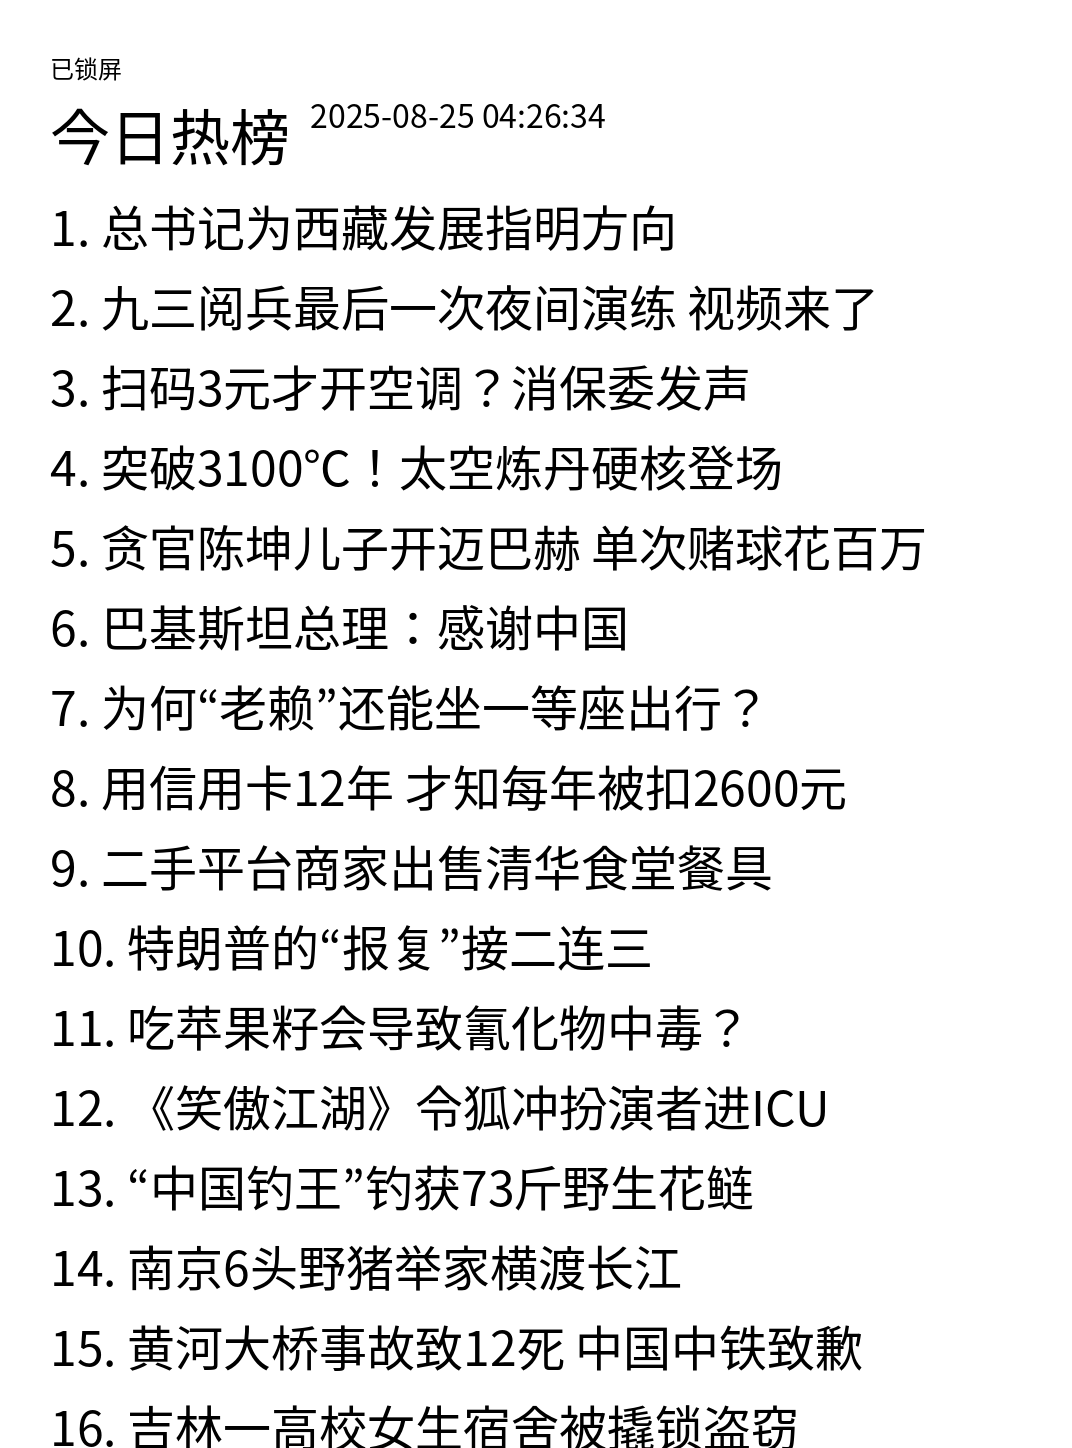 已锁屏
今日热榜 2025-08-25 04:26:34
1. 总书记为西藏发展指明方向
2. 九三阅兵最后一次夜间演练 视频来了
3. 扫码3元才开空调？消保委发声
4. 突破3100℃！太空炼丹硬核登场
5. 贪官陈坤儿子开迈巴赫 单次赌球花百万
6. 巴基斯坦总理：感谢中国
7. 为何“老赖”还能坐一等座出行？
8. 用信用卡12年 才知每年被扣2600元
9. 二手平台商家出售清华食堂餐具
10. 特朗普的“报复”接二连三
11. 吃苹果籽会导致氰化物中毒？
12. 《笑傲江湖》令狐冲扮演者进ICU
13. “中国钓王”钓获73斤野生花鲢
14. 南京6头野猪举家横渡长江
15. 黄河大桥事故致12死 中国中铁致歉
16. 吉林一高校女生宿舍被撬锁盗窃